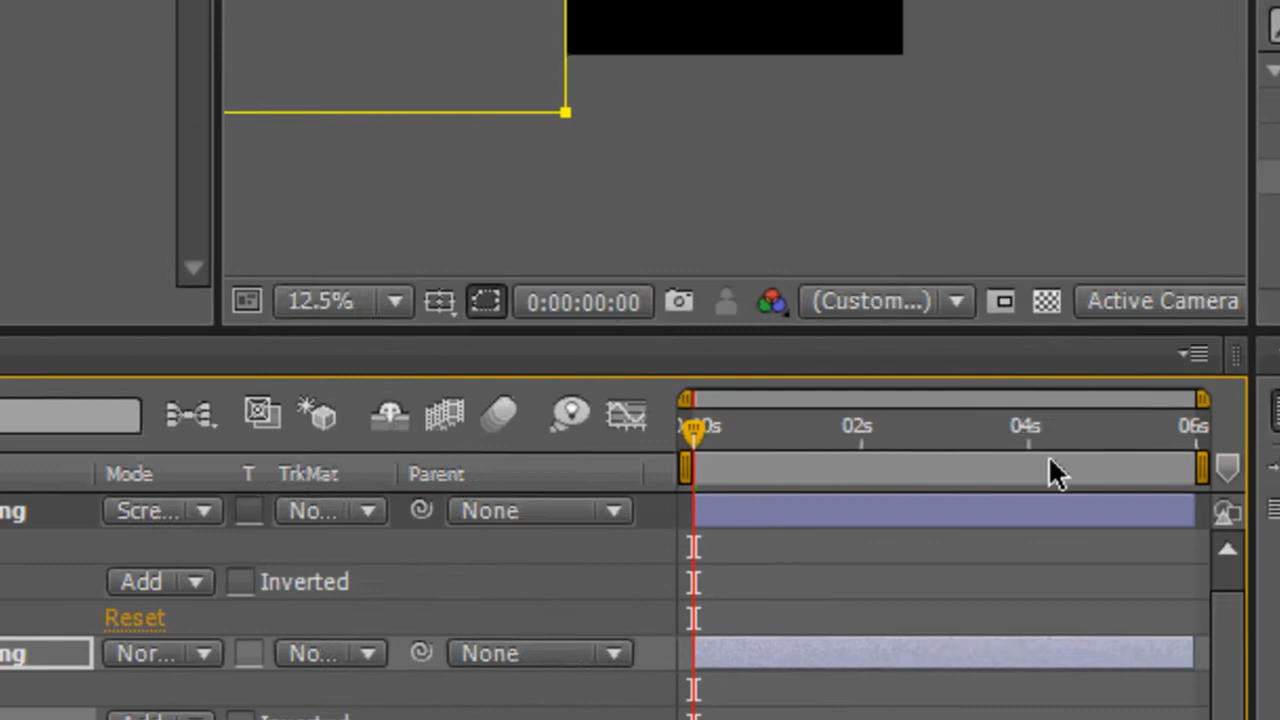 12.5% 0:00:00:00 (Custom...) Active Camera
0s 02s 04s 06s
Mode T TrkMat Parent
ng Scre... No... None
Add Inverted
Reset
ng Nor... No... None